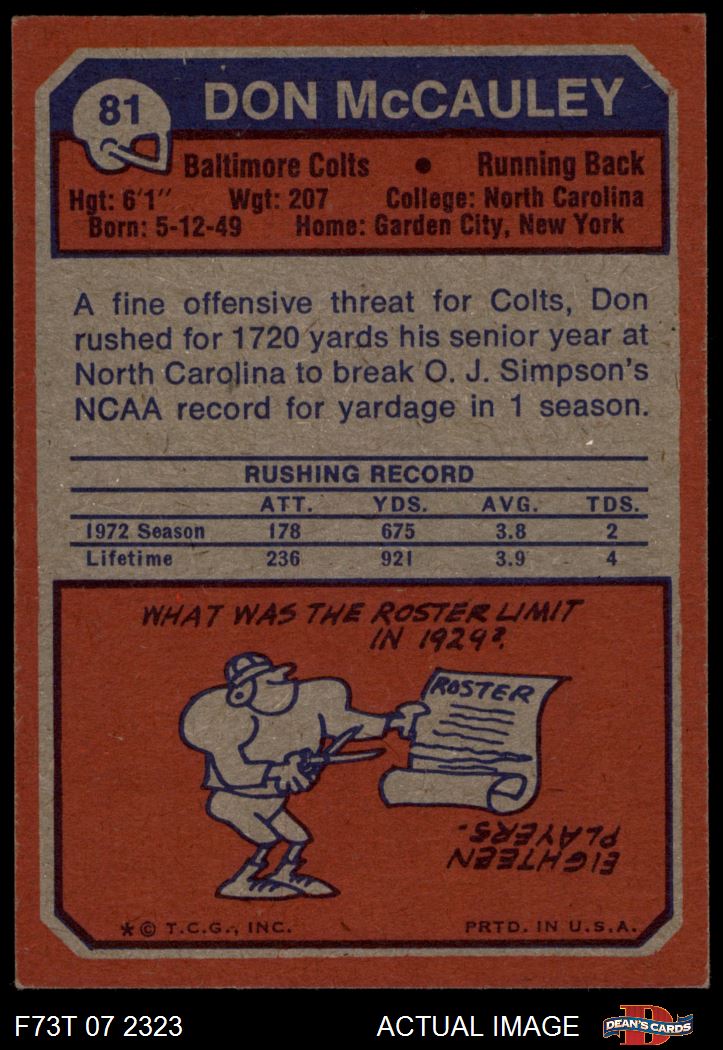 81
DON McCAULEY
Baltimore Colts • Running Back
Hgt: 6'1" Wgt: 207 College: North Carolina
Born: 5-12-49 Home: Garden City, New York
A fine offensive threat for Colts, Don
rushed for 1720 yards his senior year at
North Carolina to break O. J. Simpson's
NCAA record for yardage in 1 season.
RUSHING RECORD
ATT. YDS. AVG. TDS.
1972 Season 178 675 3.8 2
Lifetime 236 921 3.9 4
WHAT WAS THE ROSTER LIMIT
IN 1929?
ROSTER
EIGHTEEN
PLAYERS.
* © T.C.G., INC. PRTD. IN U.S.A.
F73T 07 2323 ACTUAL IMAGE
D
DEAN'S CARDS